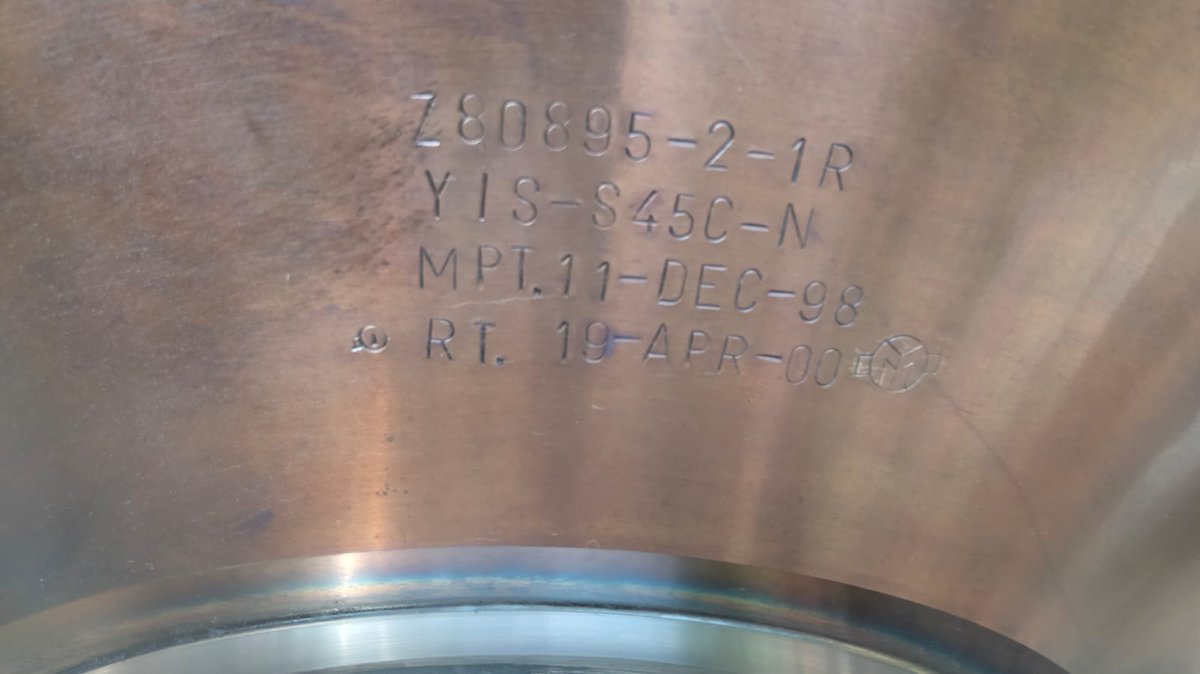 Z80895-2-1R
YIS-S45C-N
MPT.11-DEC-98
RT. 19-APR-00